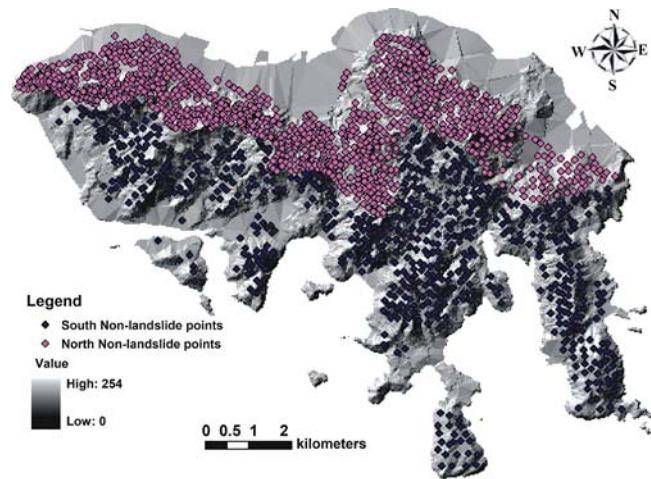 N
W E
S
Legend
South Non-landslide points
North Non-landslide points
Value
High: 254
Low: 0
0 0.5 1 2
kilometers